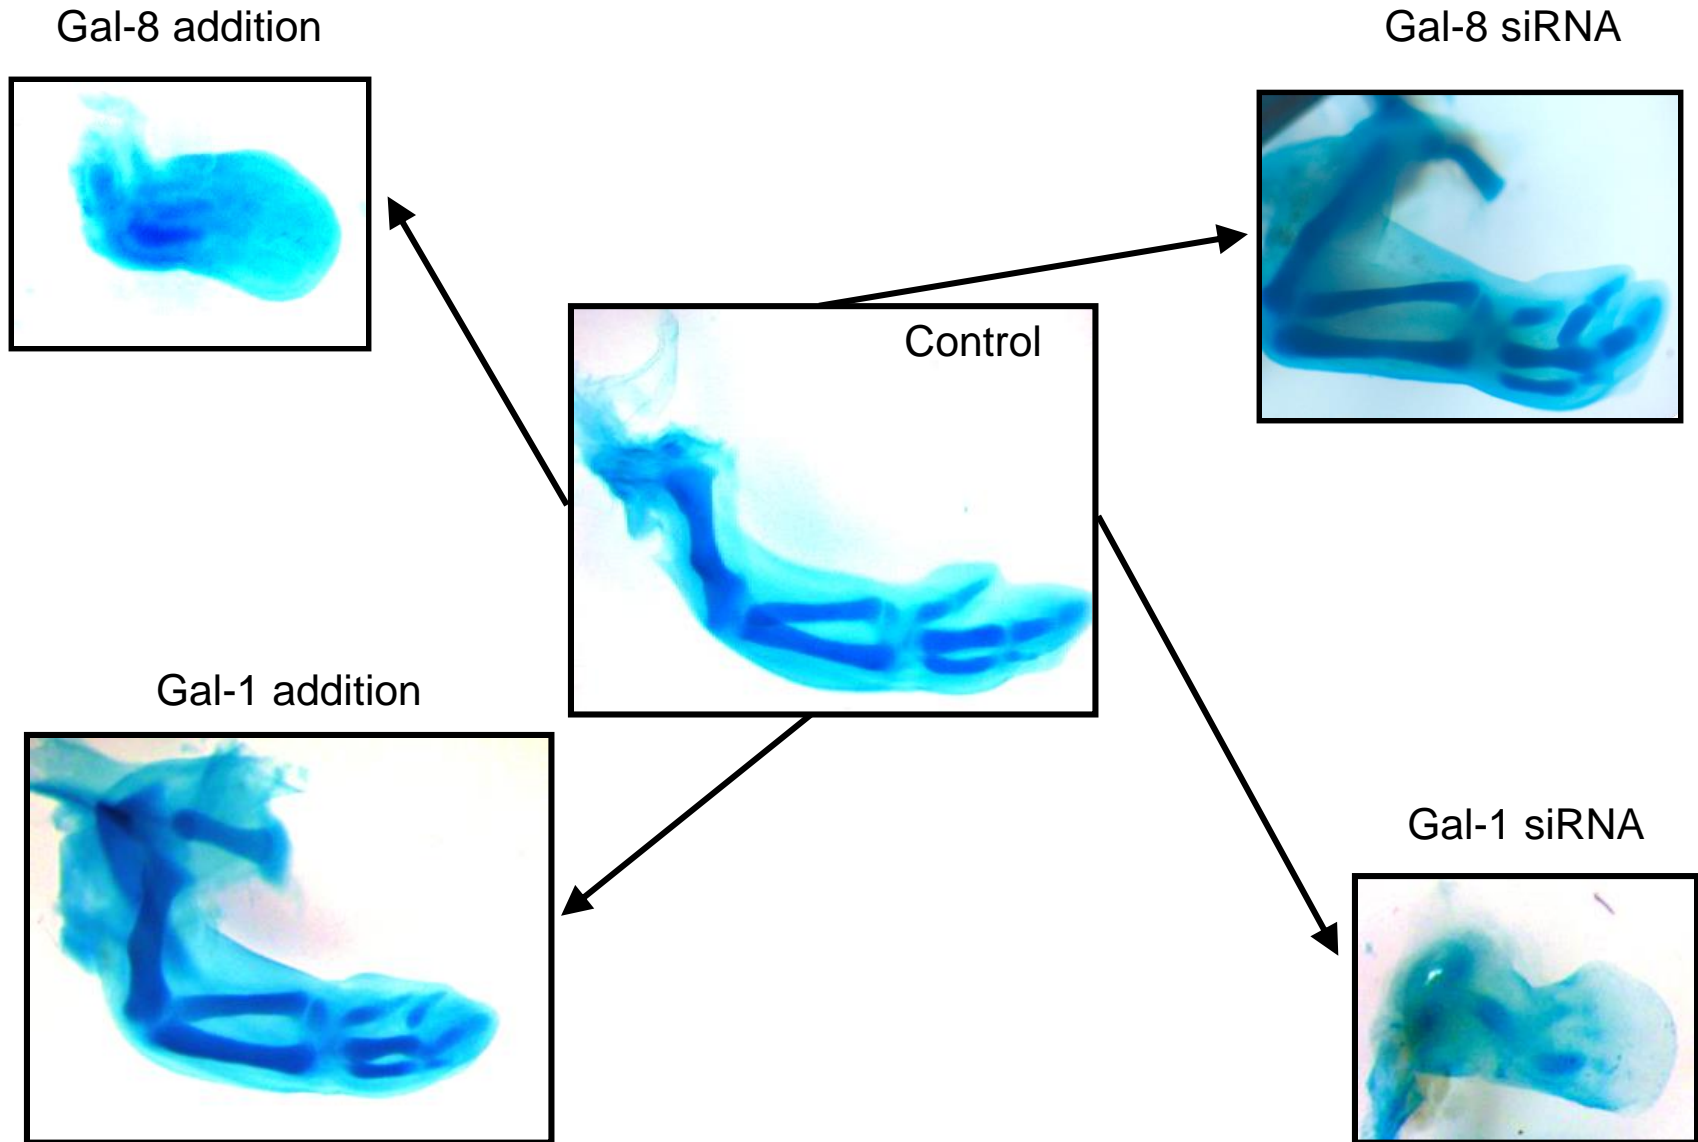 Gal-8 addition
Gal-8 siRNA
Control
Gal-1 addition
Gal-1 siRNA